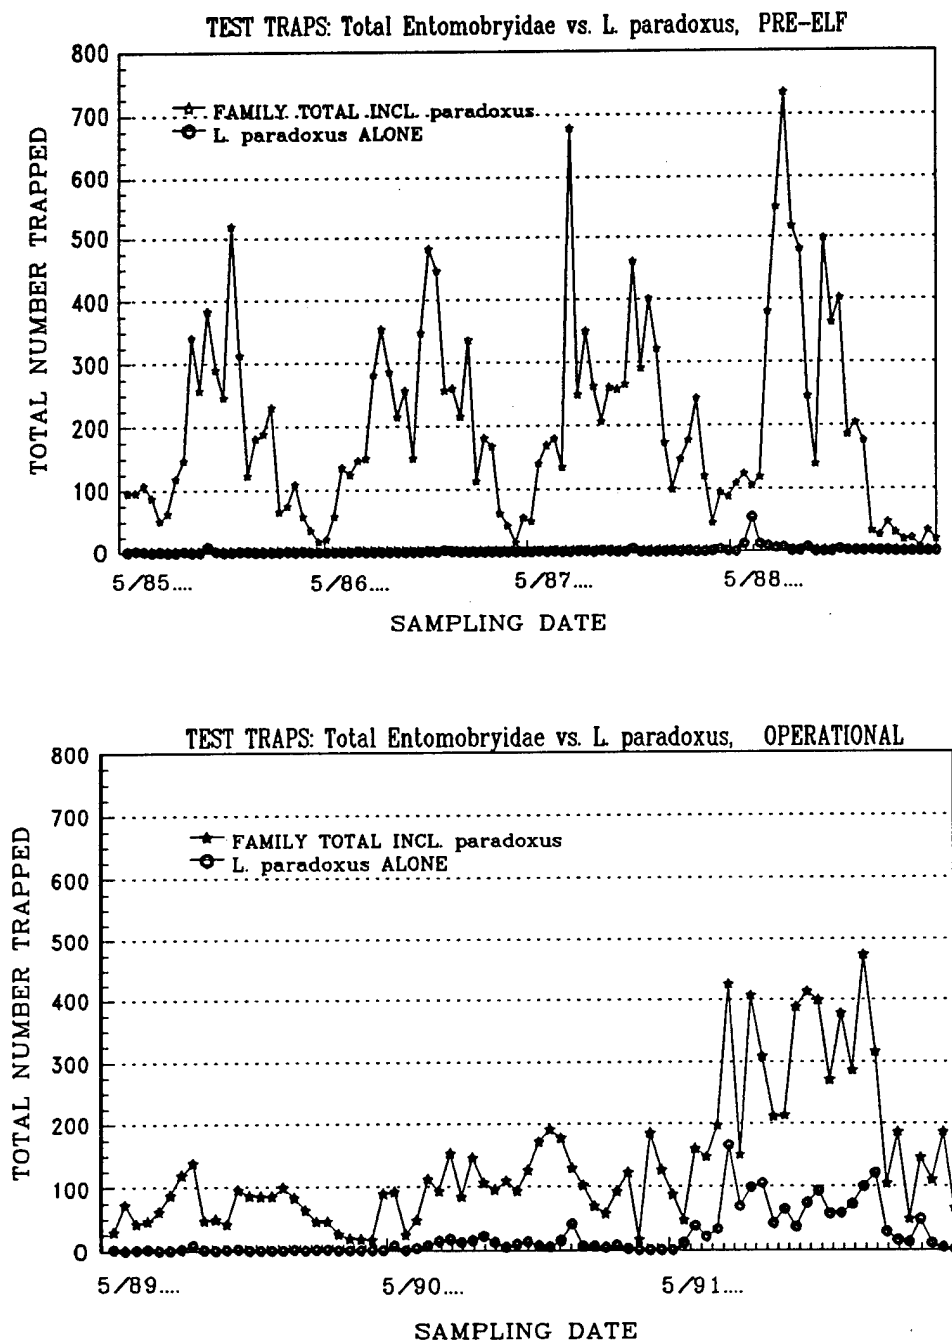 TEST TRAPS: Total Entomobryidae vs. L. paradoxus, PRE-ELF
800
700
600
500
400
300
200
100
0
TOTAL NUMBER TRAPPED
FAMILY TOTAL INCL. paradoxus
L. paradoxus ALONE
5/85.... 5/86.... 5/87.... 5/88....
SAMPLING DATE
TEST TRAPS: Total Entomobryidae vs. L. paradoxus, OPERATIONAL
800
700
600
500
400
300
200
100
0
TOTAL NUMBER TRAPPED
FAMILY TOTAL INCL. paradoxus
L. paradoxus ALONE
5/89.... 5/90.... 5/91....
SAMPLING DATE